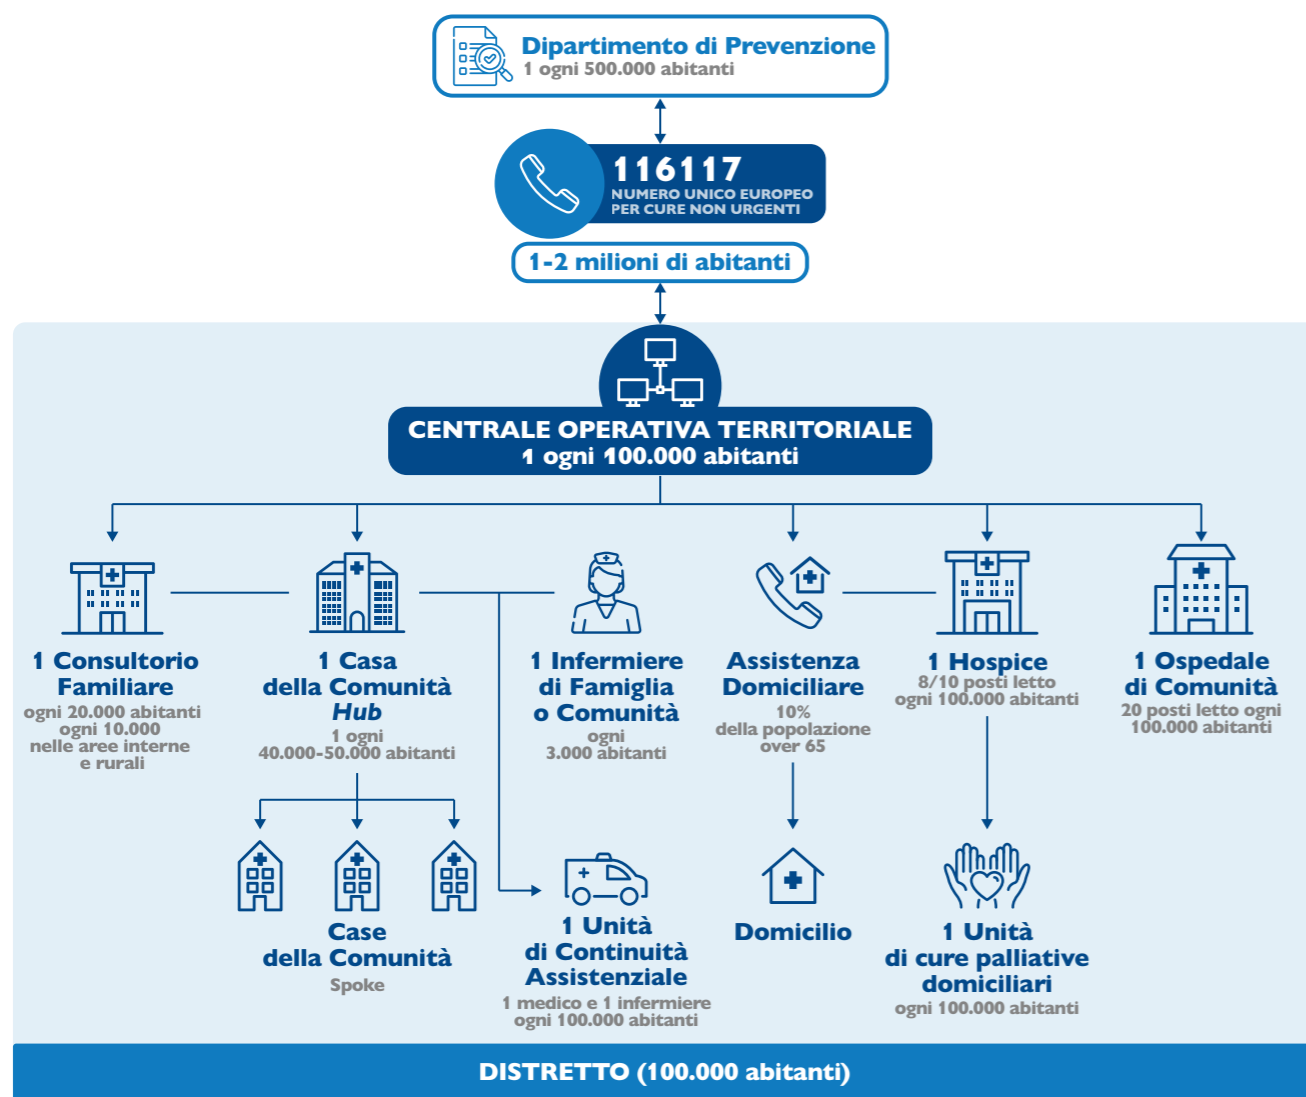 Dipartimento di Prevenzione
1 ogni 500.000 abitanti
116117
NUMERO UNICO EUROPEO
PER CURE NON URGENTI
1-2 milioni di abitanti
CENTRALE OPERATIVA TERRITORIALE
1 ogni 100.000 abitanti
1 Consultorio
Familiare
ogni 20.000 abitanti
ogni 10.000
nelle aree interne
e rurali
1 Casa
della Comunità
Hub
1 ogni
40.000-50.000 abitanti
1 Infermiere
di Famiglia
o Comunità
ogni
3.000 abitanti
Assistenza
Domiciliare
10%
della popolazione
over 65
1 Hospice
8/10 posti letto
ogni 100.000 abitanti
1 Ospedale
di Comunità
20 posti letto ogni
100.000 abitanti
Case
della Comunità
Spoke
1 Unità
di Continuità
Assistenziale
1 medico e 1 infermiere
ogni 100.000 abitanti
Domicilio
1 Unità
di cure palliative
domiciliari
ogni 100.000 abitanti
DISTRETTO (100.000 abitanti)